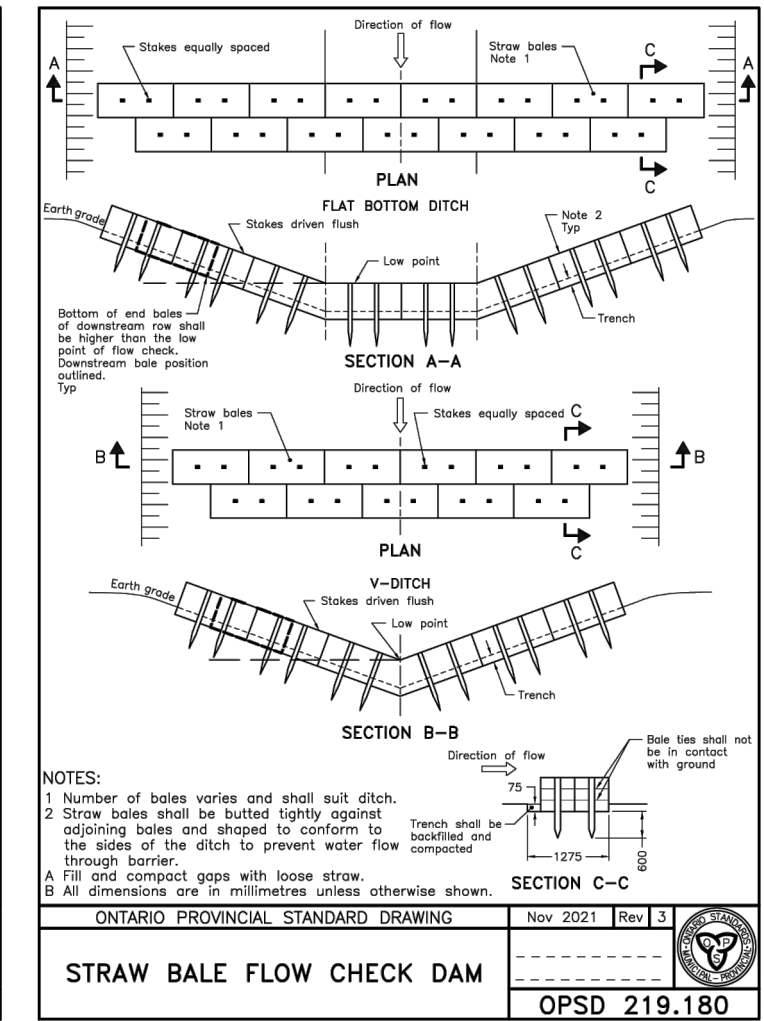 Direction of flow
Stakes equally spaced
Straw bales
Note 1
C
A
A
C
PLAN
FLAT BOTTOM DITCH
Earth grade
Stakes driven flush
Note 2
Typ
Low point
Trench
Bottom of end bales
of downstream row shall
be higher than the low
point of flow check.
Downstream bale position
outlined.
Typ
SECTION A-A
Direction of flow
Straw bales
Note 1
Stakes equally spaced
C
B
B
C
PLAN
V-DITCH
Earth grade
Stakes driven flush
Low point
Trench
SECTION B-B
Direction of flow
Bale ties shall not
be in contact
with ground
75
Trench shall be
backfilled and
compacted
1275
600
SECTION C-C
NOTES:
1 Number of bales varies and shall suit ditch.
2 Straw bales shall be butted tightly against
adjoining bales and shaped to conform to
the sides of the ditch to prevent water flow
through barrier.
A Fill and compact gaps with loose straw.
B All dimensions are in millimetres unless otherwise shown.
ONTARIO PROVINCIAL STANDARD DRAWING
Nov 2021
Rev
3
STRAW BALE FLOW CHECK DAM
OPSD 219.180
ONTARIO STANDARDS
MUNICIPAL-PROVINCIAL
O P S